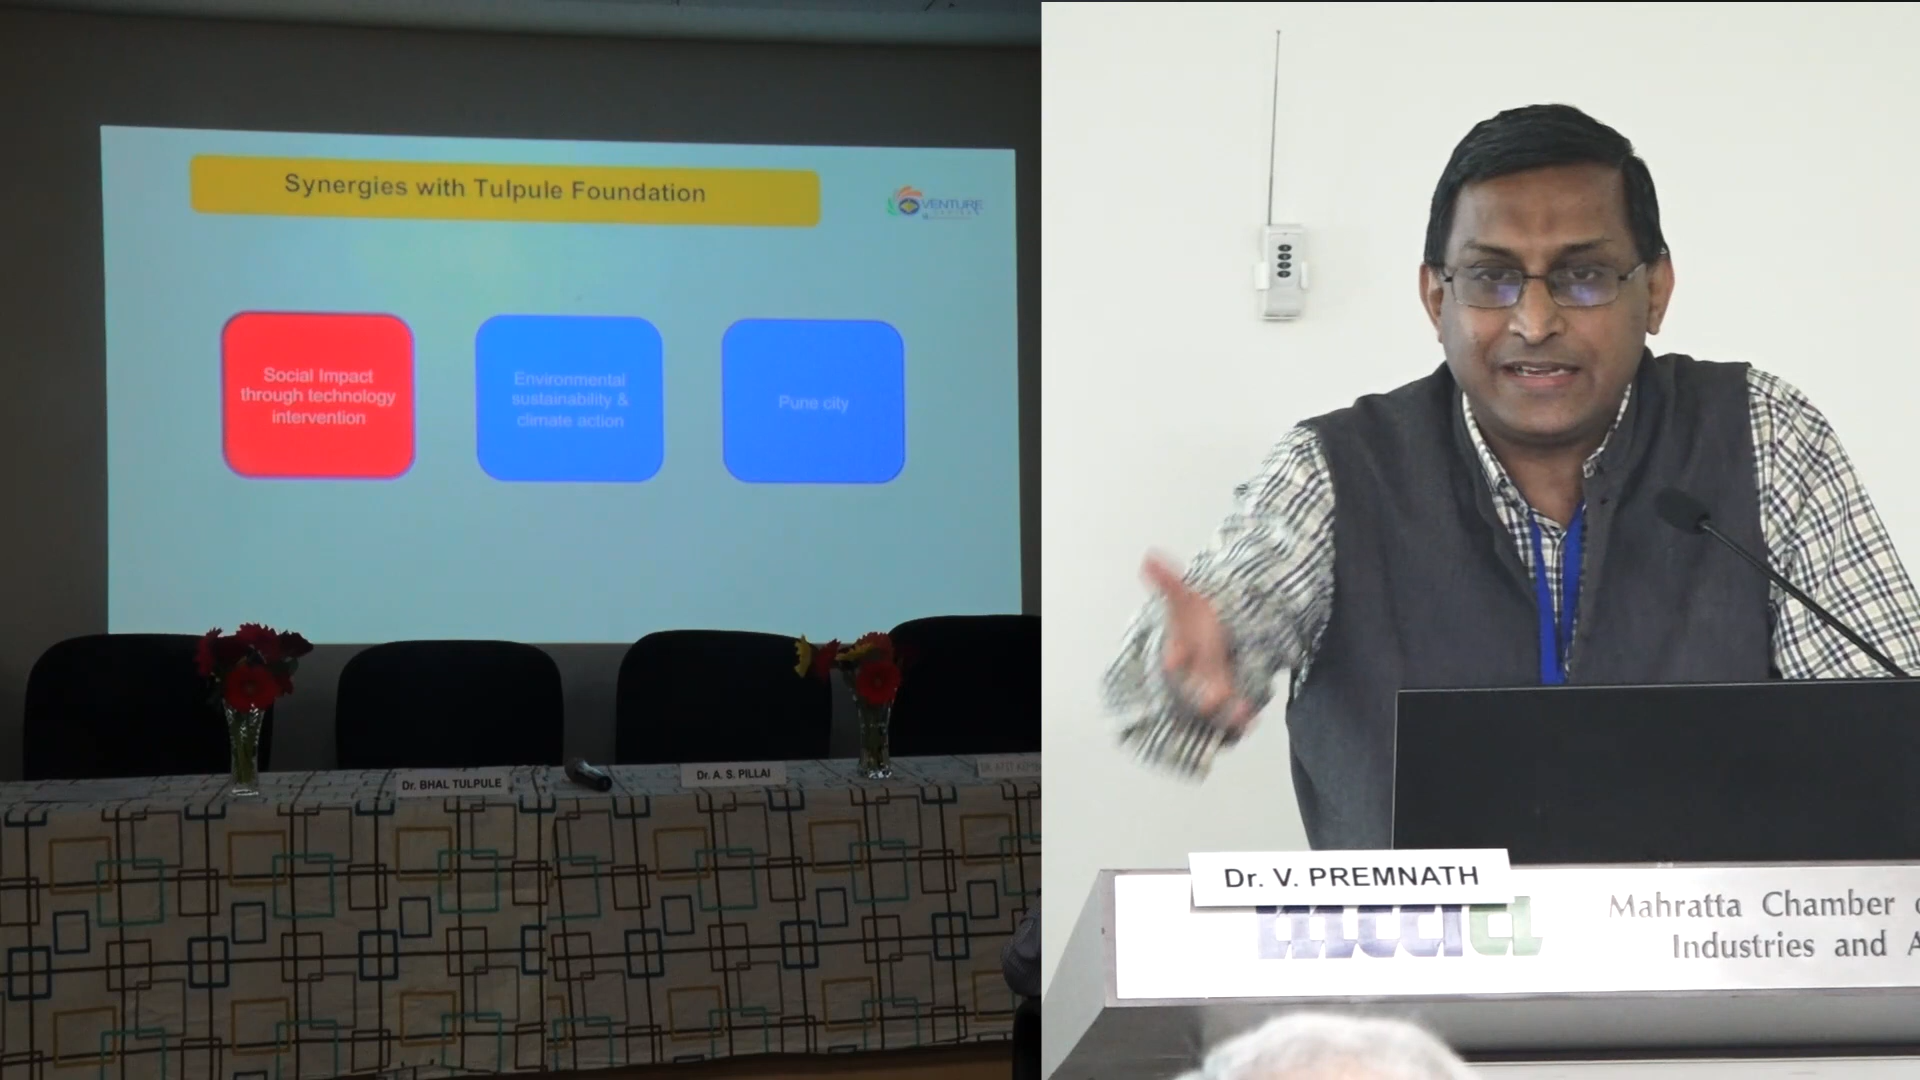 Synergies with Tulpule Foundation
VENTURE
Social Impact
through technology
intervention
Environmental
sustainability &
climate action
Pune city
Dr. BHAL TULPULE
Dr. A. S. PILLAI
Dr. V. PREMNATH
Mahratta Chamber
Industries and A